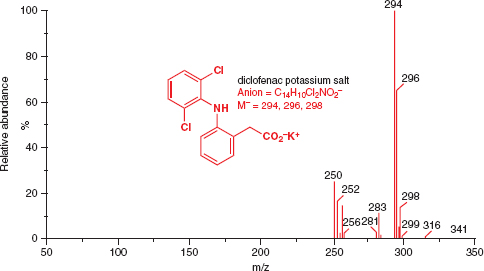 294
100
296
80
Cl
diclofenac potassium salt
Anion = C₁₄H₁₀Cl₂NO₂⁻
M⁻ = 294, 296, 298
NH
Cl
CO₂⁻K⁺
60
40
20
0
Relative abundance
%
250
252
256
281
283
298
299
316
341
50
100
150
200
250
300
350
m/z